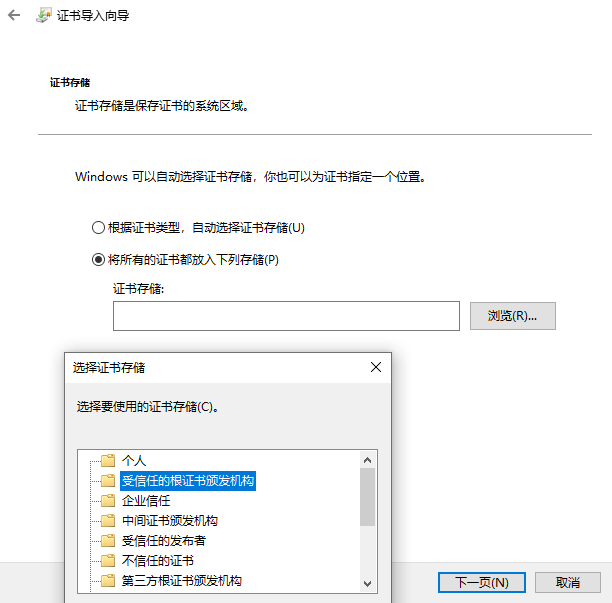 证书导入向导
证书存储
证书存储是保存证书的系统区域。
Windows 可以自动选择证书存储，你也可以为证书指定一个位置。
根据证书类型，自动选择证书存储(U)
将所有的证书都放入下列存储(P)
证书存储:
浏览(R)...
选择证书存储
选择要使用的证书存储(C)。
个人
受信任的根证书颁发机构
企业信任
中间证书颁发机构
受信任的发布者
不信任的证书
第三方根证书颁发机构
下一页(N)
取消